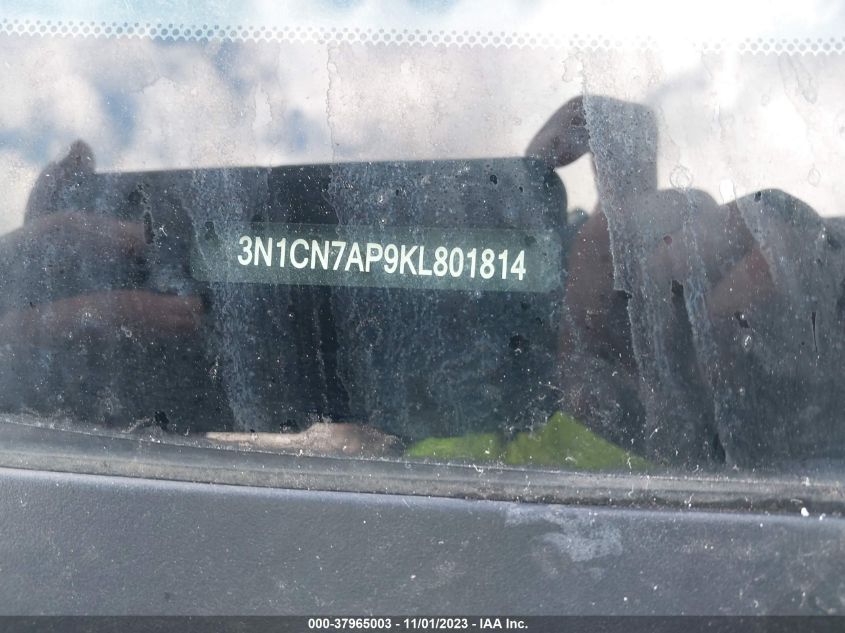 3N1CN7AP9KL801814
000-37965003 - 11/01/2023 - IAA Inc.